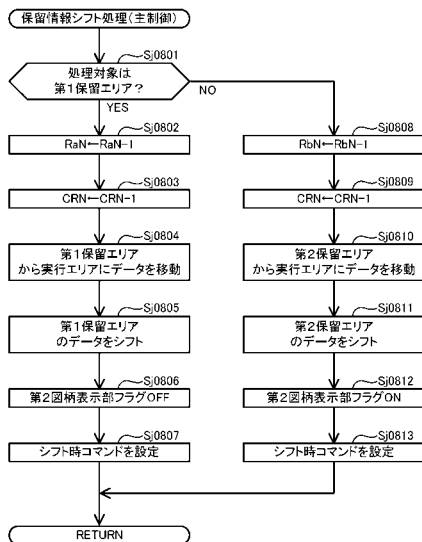 保留情報シフト処理(主制御)
Sj0801
処理対象は
第1保留エリア?
NO
YES
Sj0802
RaN←RaN-1
Sj0803
CRN←CRN-1
Sj0804
第1保留エリア
から実行エリアにデータを移動
Sj0805
第1保留エリア
のデータをシフト
Sj0806
第2図柄表示部フラグOFF
Sj0807
シフト時コマンドを設定
Sj0808
RbN←RbN-1
Sj0809
CRN←CRN-1
Sj0810
第2保留エリア
から実行エリアにデータを移動
Sj0811
第2保留エリア
のデータをシフト
Sj0812
第2図柄表示部フラグON
Sj0813
シフト時コマンドを設定
RETURN